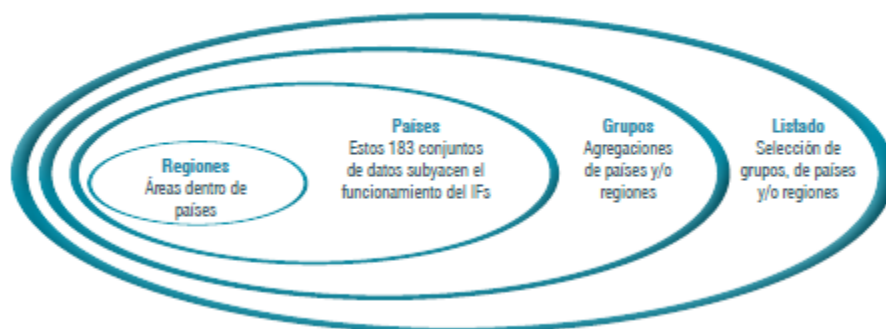 Regiones
Áreas dentro de
países
Países
Estos 183 conjuntos
de datos subyacen el
funcionamiento del IFs
Grupos
Agregaciones
de países y/o
regiones
Listado
Selección de
grupos, de países
y/o regiones